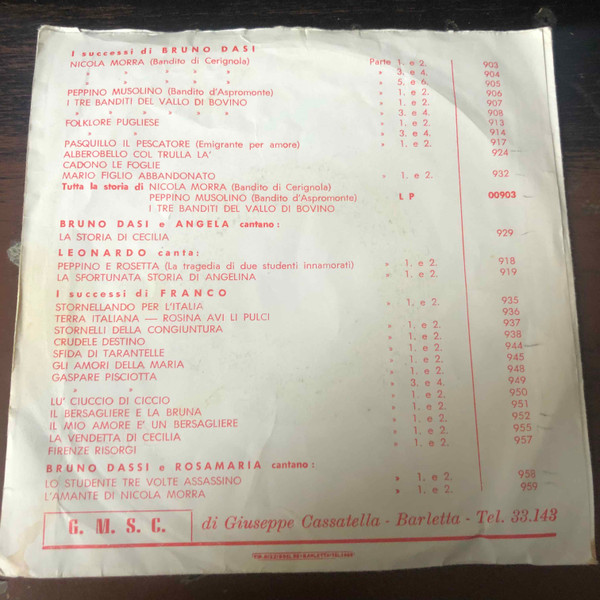 I successi di BRUNO DASI
NICOLA MORRA (Bandito di Cerignola) Parte 1. e 2. 903
» » » » » » 3. e 4. 904
» » » » » » 5. e 6. 905
PEPPINO MUSOLINO (Bandito d'Aspromonte) » 1. e 2. 906
I TRE BANDITI DEL VALLO DI BOVINO » 1. e 2. 907
» » » » » » » 3. e 4. 908
FOLKLORE PUGLIESE » 1. e 2. 913
» » » 3. e 4. 914
PASQUILLO IL PESCATORE (Emigrante per amore) » 1. e 2. 917
ALBEROBELLO COL TRULLA LA' 924
CADONO LE FOGLIE
MARIO FIGLIO ABBANDONATO » 1. e 2. 932
Tutta la storia di NICOLA MORRA (Bandito di Cerignola)
PEPPINO MUSOLINO (Bandito d'Aspromonte) L P 00903
I TRE BANDITI DEL VALLO DI BOVINO
BRUNO DASI e ANGELA cantano:
LA STORIA DI CECILIA 929
LEONARDO canta:
PEPPINO E ROSETTA (La tragedia di due studenti innamorati) » 1. e 2. 918
LA SFORTUNATA STORIA DI ANGELINA » 1. e 2. 919
I successi di FRANCO
STORNELLANDO PER L'ITALIA » 1. e 2. 935
TERRA ITALIANA — ROSINA AVI LI PULCI 936
STORNELLI DELLA CONGIUNTURA » 1. e 2. 937
CRUDELE DESTINO » 1. e 2. 938
SFIDA DI TARANTELLE » 1. e 2. 944
GLI AMORI DELLA MARIA » 1. e 2. 945
GASPARE PISCIOTTA » 1. e 2. 948
» » » 3. e 4. 949
LU' CIUCCIO DI CICCIO » 1. e 2. 950
IL BERSAGLIERE E LA BRUNA » 1. e 2. 951
IL MIO AMORE E' UN BERSAGLIERE » 1. e 2. 952
LA VENDETTA DI CECILIA » 1. e 2. 955
FIRENZE RISORGI » 1. e 2. 957
BRUNO DASSI e ROSAMARIA cantano:
LO STUDENTE TRE VOLTE ASSASSINO » 1. e 2. 958
L'AMANTE DI NICOLA MORRA » 1. e 2. 959
G. M. S. C. di Giuseppe Cassatella - Barletta - Tel. 33.143